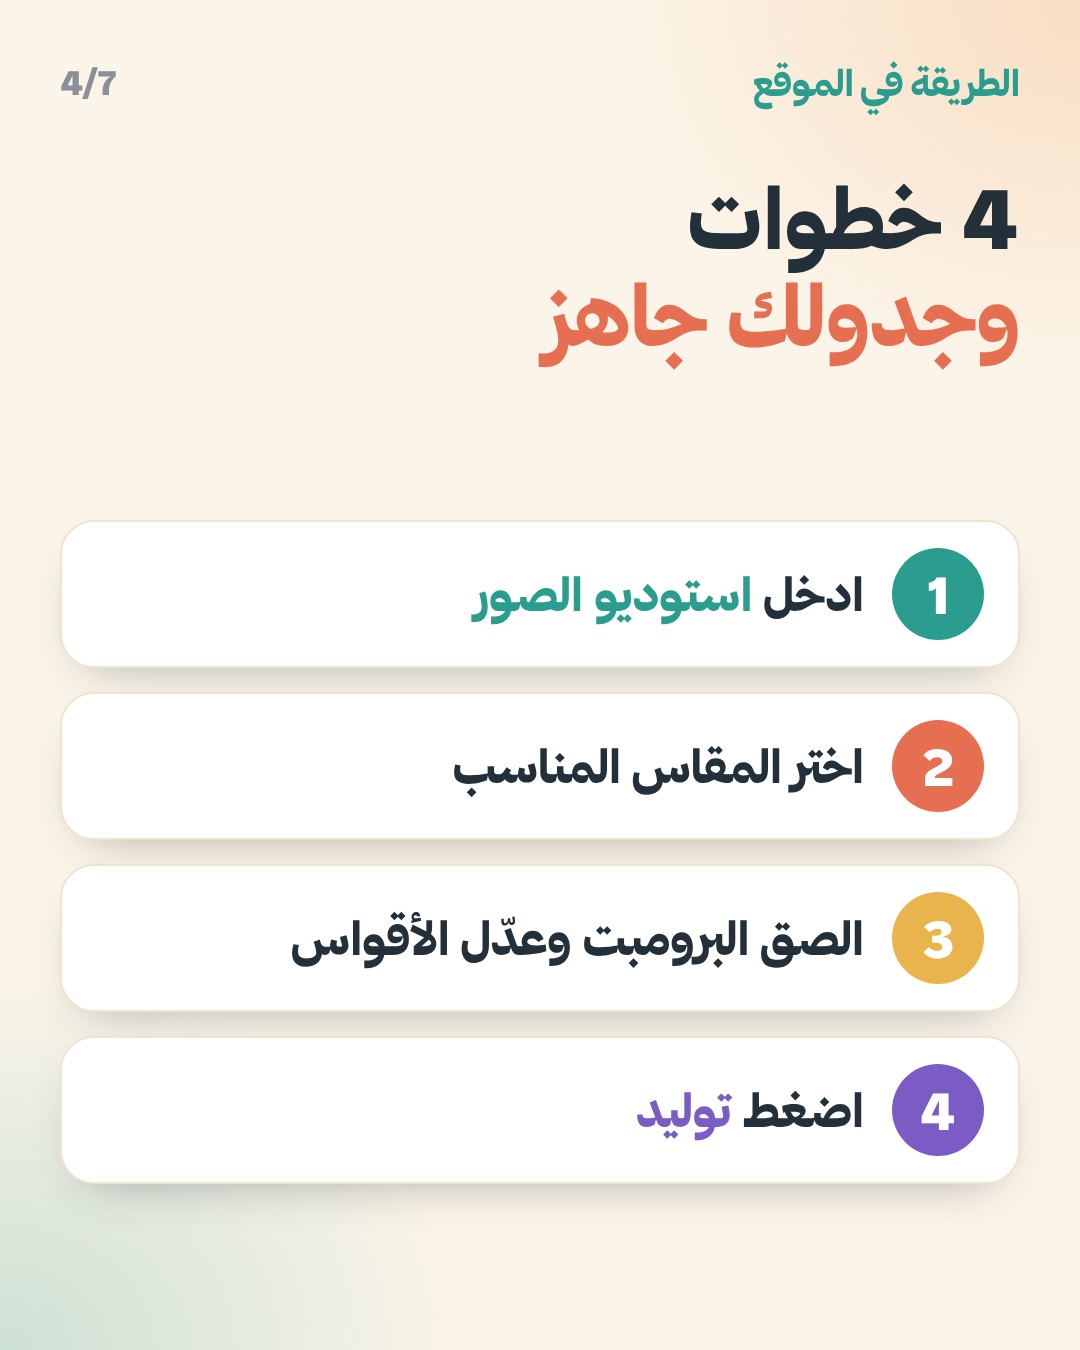 الطريقة في الموقع
4/7
4 خطوات
وجدولك جاهز
1 ادخل استوديو الصور
2 اختر المقاس المناسب
3 الصق البرومبت وعدّل الأقواس
4 اضغط توليد